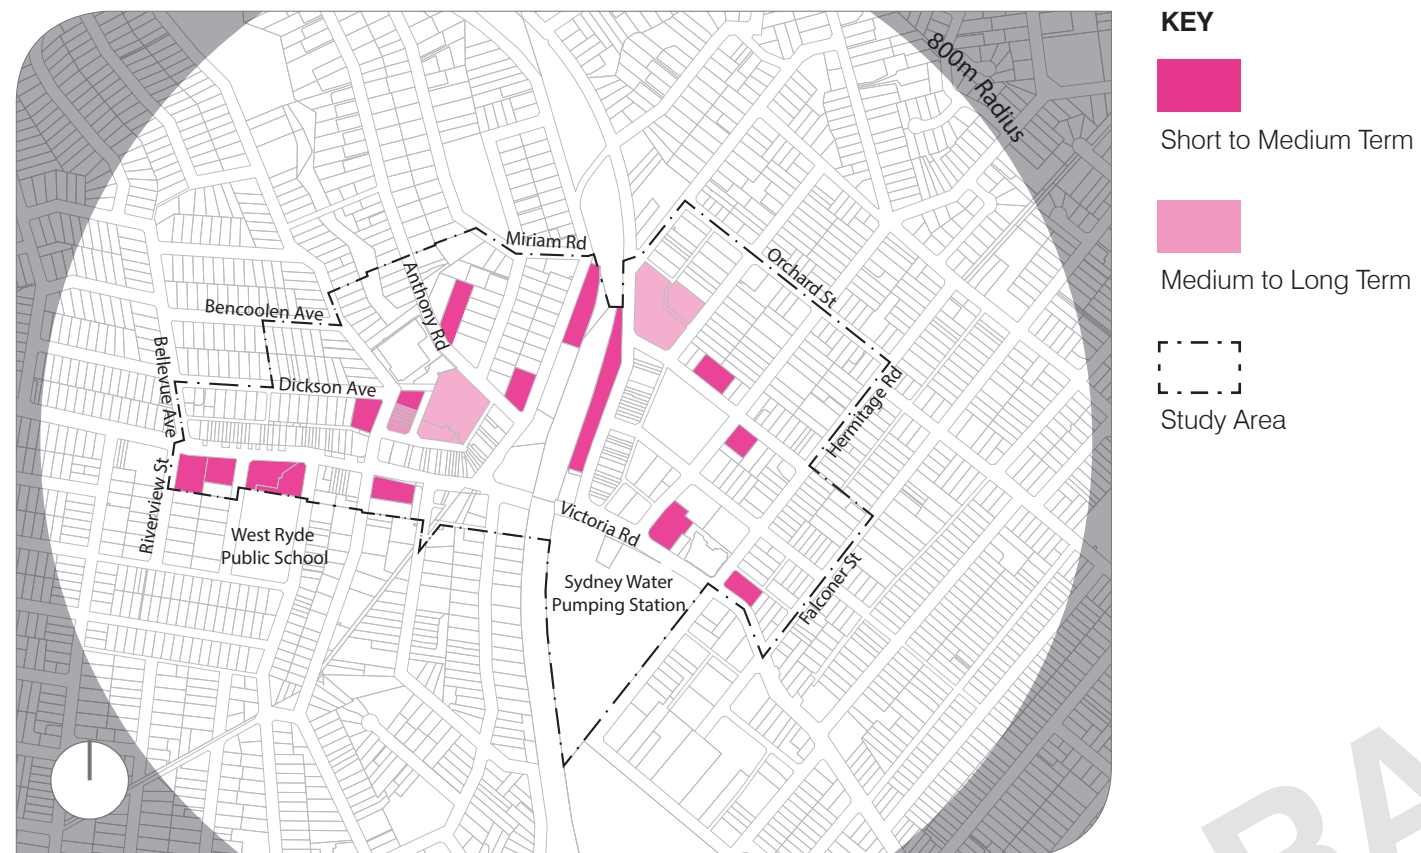 KEY
Short to Medium Term
Medium to Long Term
Study Area
800m Radius
Miriam Rd
Orchard St
Anthony Rd
Bencoolen Ave
Bellevue Ave
Dickson Ave
Hermitage Rd
Riverview St
Victoria Rd
West Ryde
Public School
Sydney Water
Pumping Station
Falconer St
BA